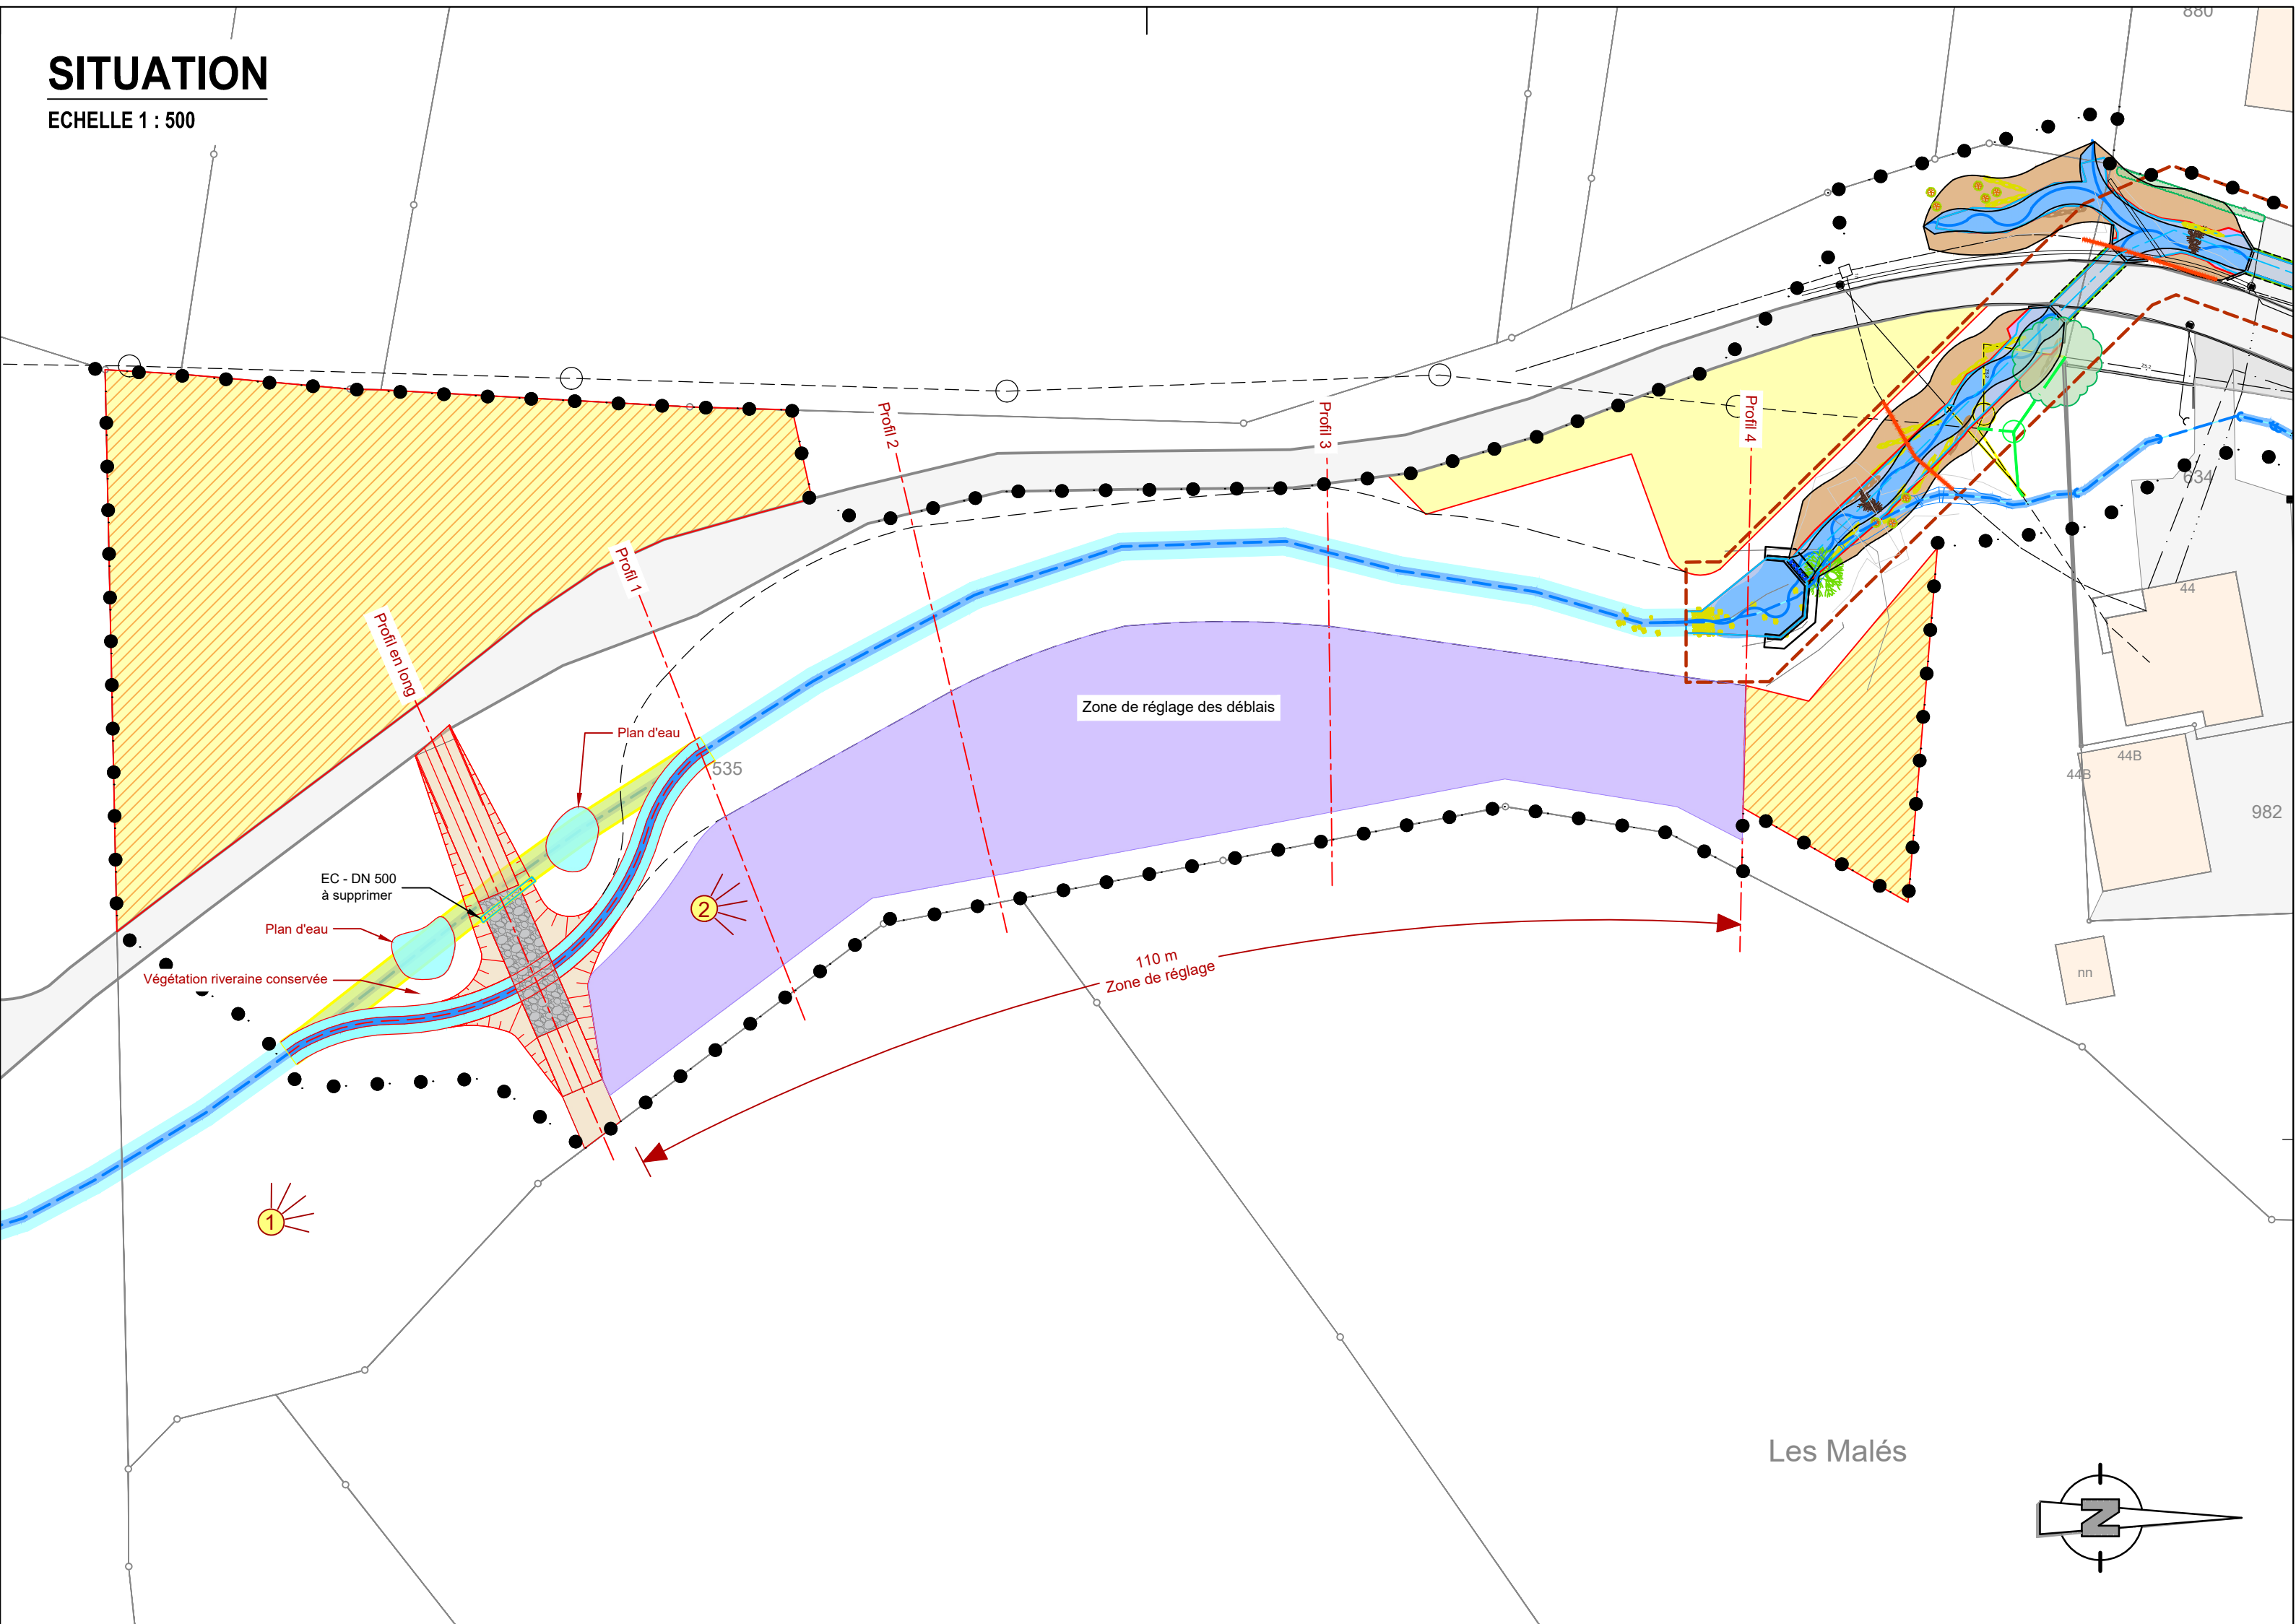 SITUATION
ECHELLE 1 : 500
880
Profil 2
Profil 3
Profil 4
634
Profil 1
Profil en long
44
Zone de réglage des déblais
Plan d'eau
535
44B
44B
982
EC - DN 500
à supprimer
2
Plan d'eau
110 m
Zone de réglage
nn
Végétation riveraine conservée
1
Les Malés
N